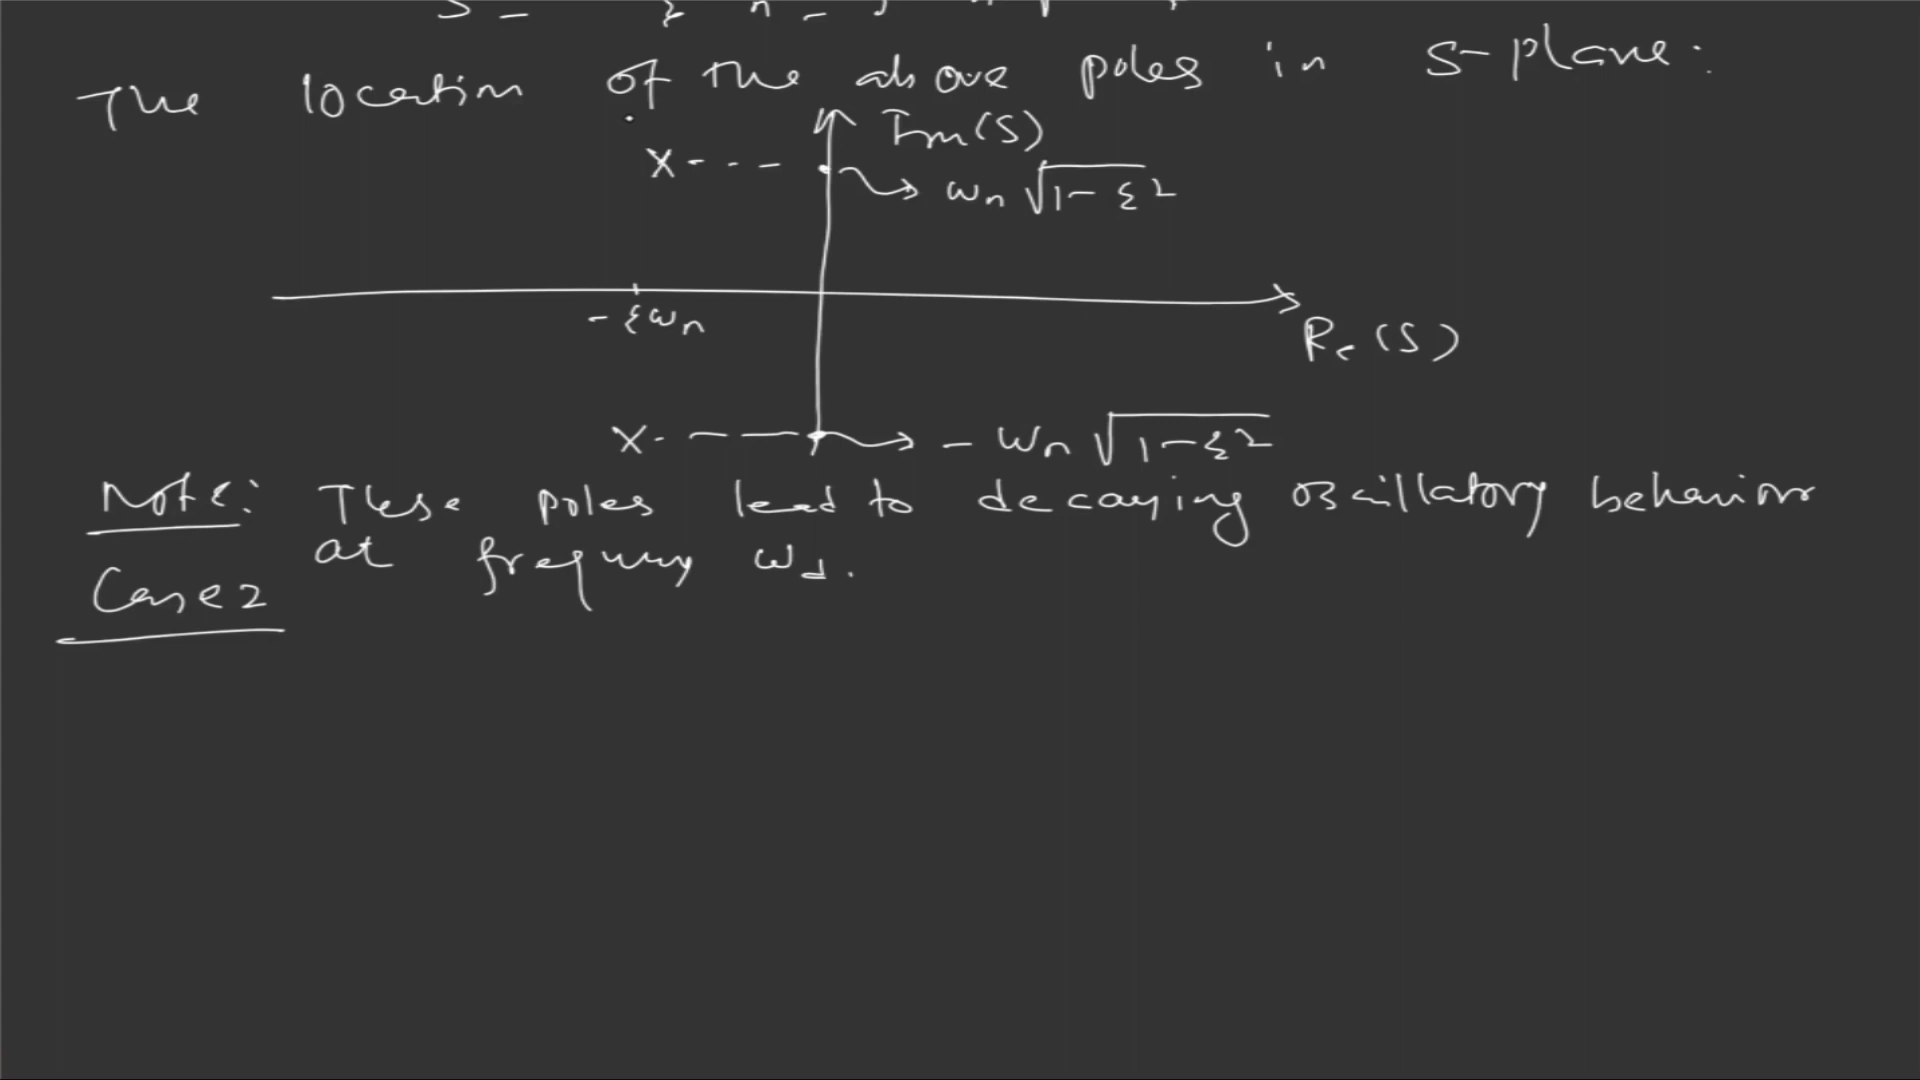 The location of the above poles in s-plane:
Im(s)
X---
ωn √1-ξ²
-ξωn
Re(s)
X---
-ωn √1-ξ²
Note: These poles lead to decaying oscillatory behavior
at frequency ωd.
Case 2